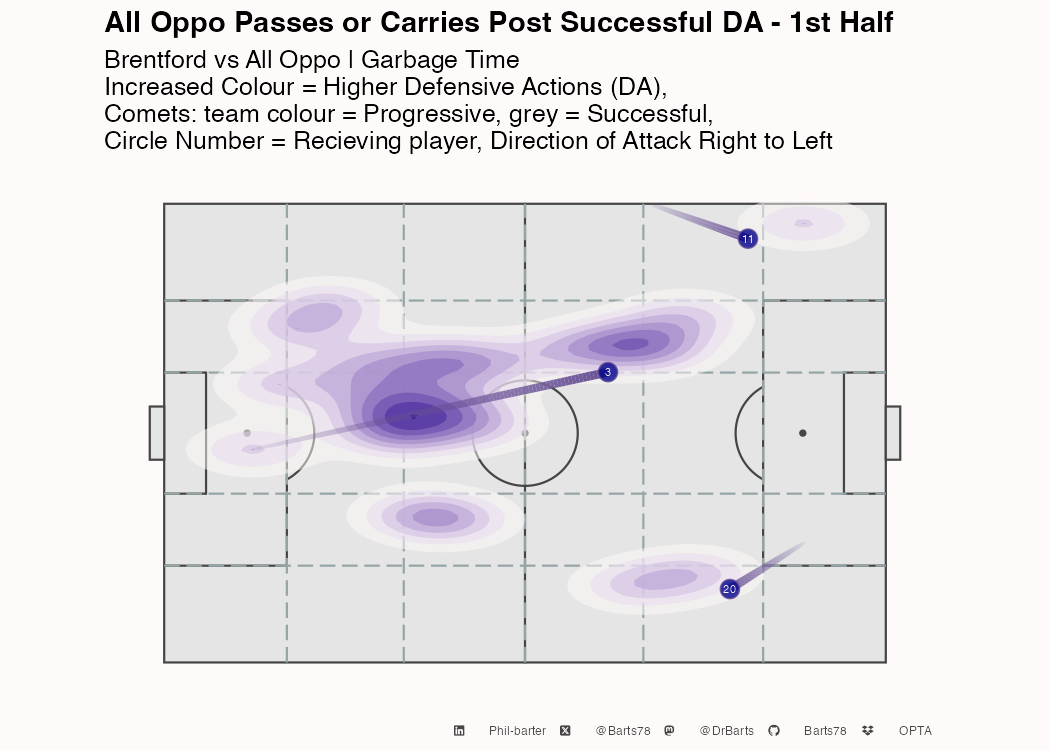 All Oppo Passes or Carries Post Successful DA - 1st Half
Brentford vs All Oppo | Garbage Time
Increased Colour = Higher Defensive Actions (DA),
Comets: team colour = Progressive, grey = Successful,
Circle Number = Recieving player, Direction of Attack Right to Left
11
3
20
Phil-barter @Barts78 @DrBarts Barts78 OPTA